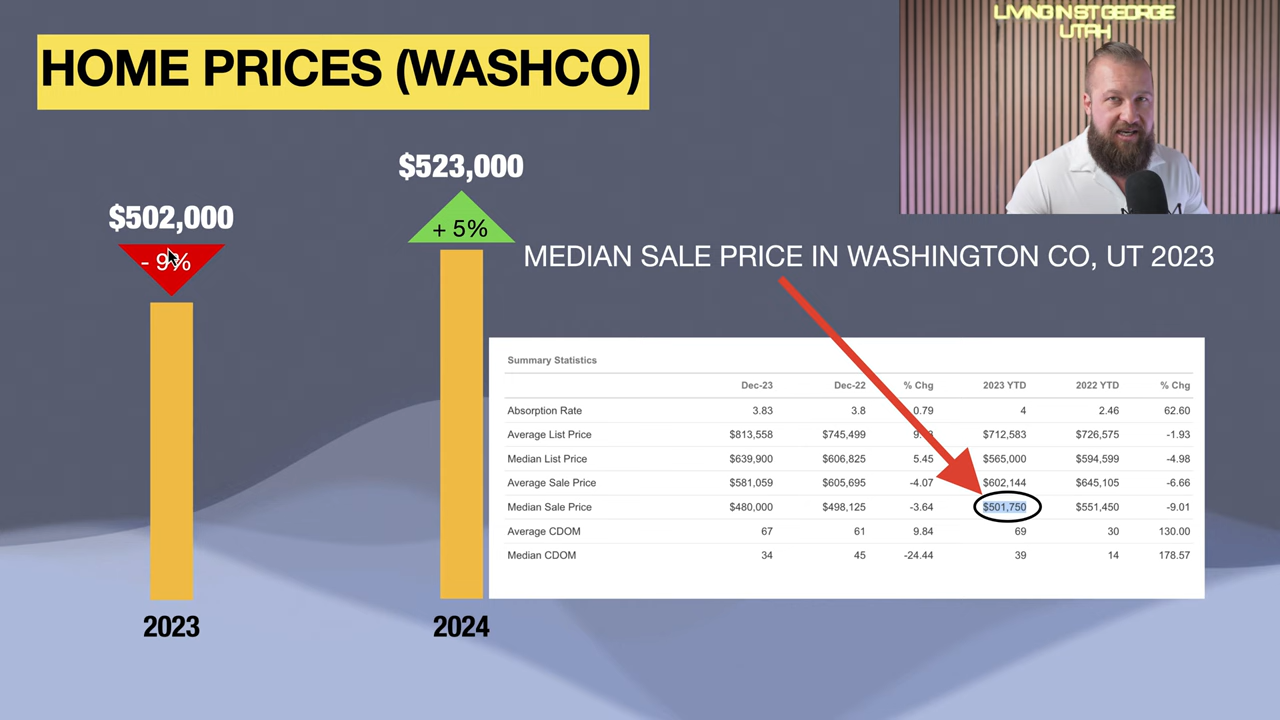 LIVING IN ST GEORGE
UTAH
HOME PRICES (WASHCO)
$523,000
+ 5%
$502,000
- 9%
MEDIAN SALE PRICE IN WASHINGTON CO, UT 2023
Summary Statistics
Dec-23 Dec-22 % Chg 2023 YTD 2022 YTD % Chg
Absorption Rate 3.83 3.8 0.79 4 2.46 62.60
Average List Price $813,558 $745,499 $712,583 $726,575 -1.93
Median List Price $639,900 $606,825 5.45 $565,000 $594,599 -4.98
Average Sale Price $581,059 $605,695 -4.07 $602,144 $645,105 -6.66
Median Sale Price $480,000 $498,125 -3.64 $501,750 $551,450 -9.01
Average CDOM 67 61 9.84 69 30 130.00
Median CDOM 34 45 -24.44 39 14 178.57
2023
2024